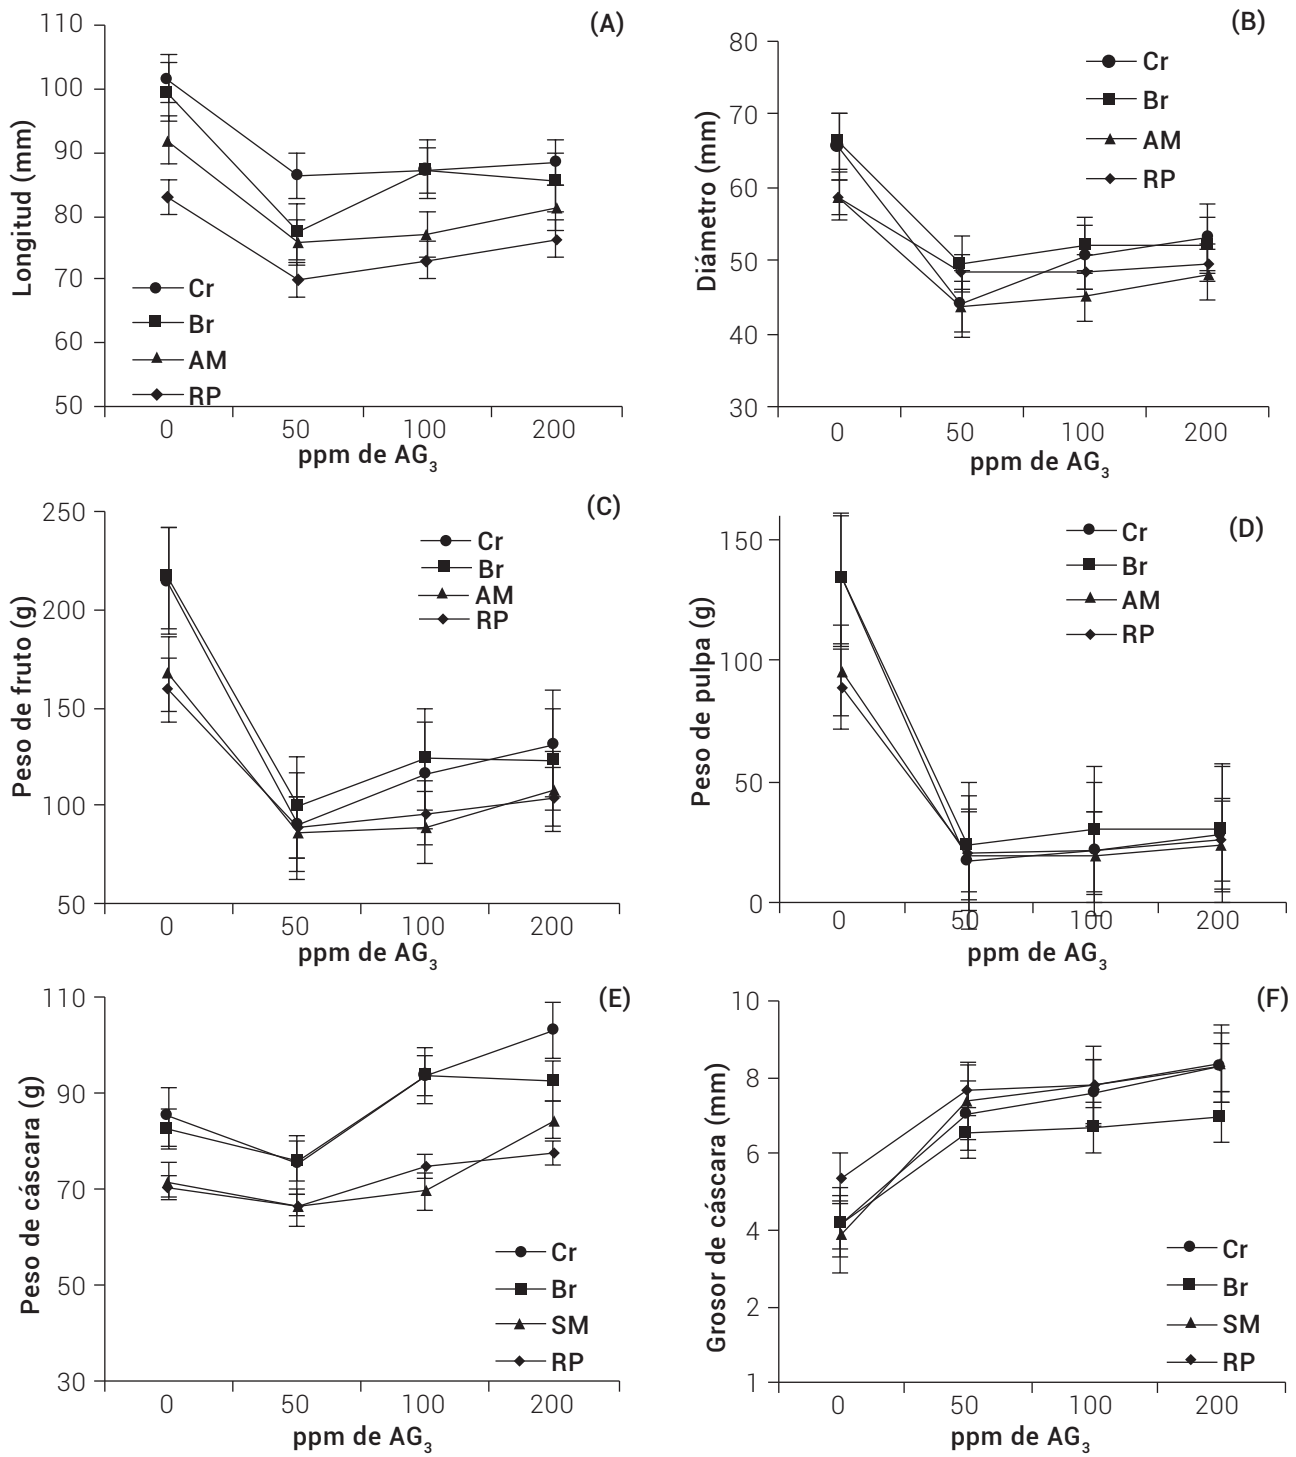 (A)
110
100
90
80
70
60
50
Longitud (mm)
Cr
Br
AM
RP
0 50 100 200
ppm de AG₃
(B)
80
70
60
50
40
30
Diámetro (mm)
Cr
Br
AM
RP
0 50 100 200
ppm de AG₃
(C)
250
200
150
100
50
Peso de fruto (g)
Cr
Br
AM
RP
0 50 100 200
ppm de AG₃
(D)
150
100
50
0
Peso de pulpa (g)
Cr
Br
AM
RP
0 50 100 200
ppm de AG₃
(E)
110
90
70
50
30
Peso de cáscara (g)
Cr
Br
SM
RP
0 50 100 200
ppm de AG₃
(F)
10
8
6
4
2
1
Grosor de cáscara (mm)
Cr
Br
SM
RP
0 50 100 200
ppm de AG₃